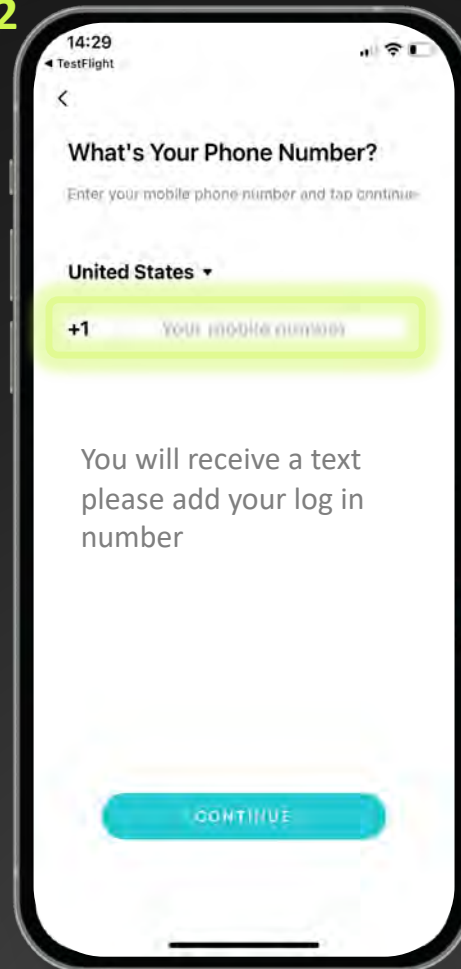 2
14:29
◀ TestFlight
<
What's Your Phone Number?
Enter your mobile phone number and tap continue
United States ▾
+1 Your mobile number
You will receive a text
please add your log in
number
CONTINUE